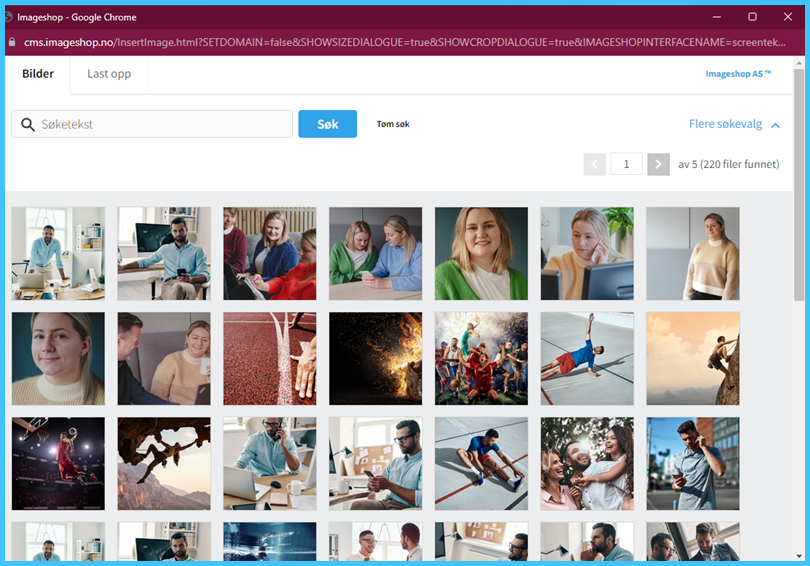 Imageshop - Google Chrome
cms.imageshop.no/InsertImage.html?SETDOMAIN=false&SHOWSIZEDIALOGUE=true&SHOWCROPDIALOGUE=true&IMAGESHOPINTERFACENAME=screentek...
Bilder
Last opp
Imageshop AS ™
Søketekst
Søk
Tøm søk
Flere søkevalg
1
av 5 (220 filer funnet)